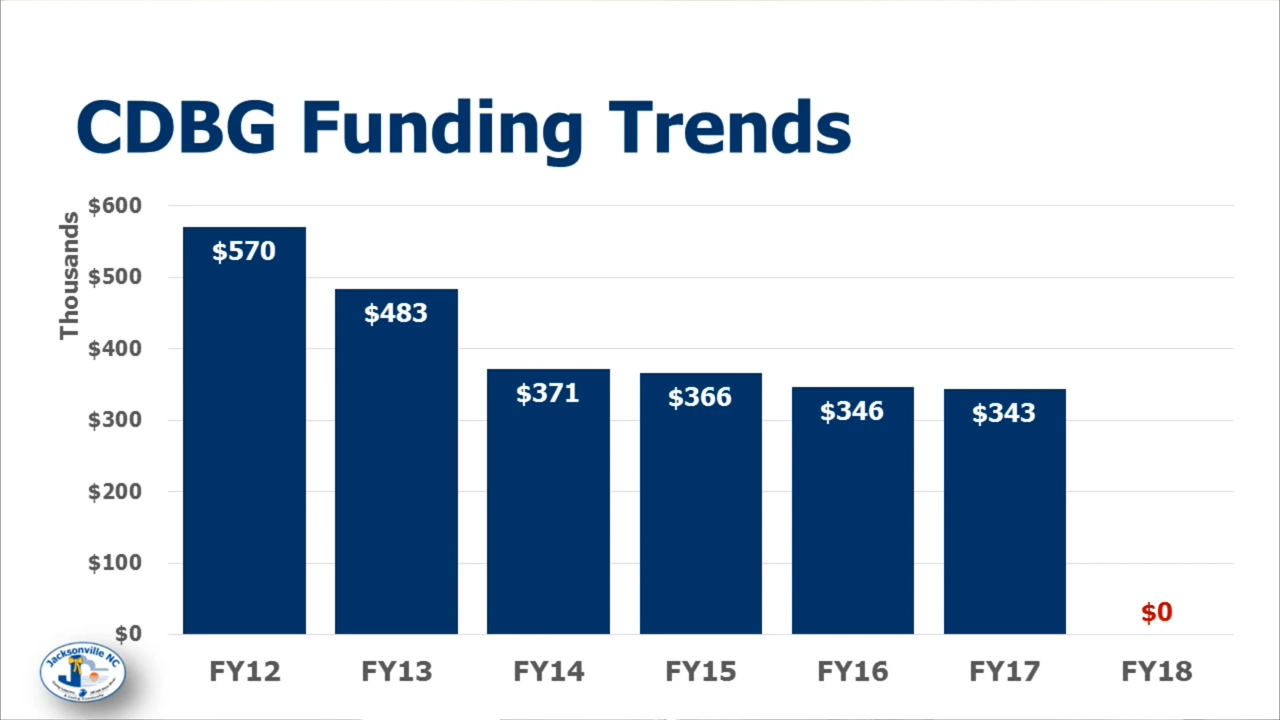 CDBG Funding Trends
Thousands
$600
$500
$400
$300
$200
$100
$0
$570
$483
$371
$366
$346
$343
$0
FY12
FY13
FY14
FY15
FY16
FY17
FY18
Jacksonville NC